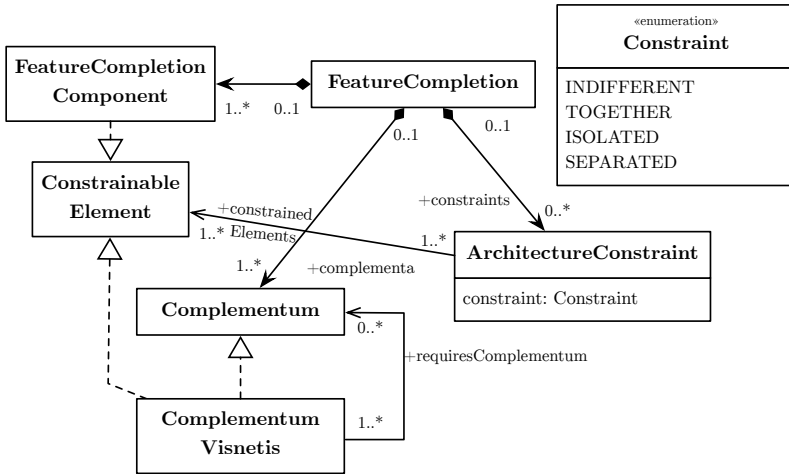 «enumeration»
Constraint
INDIFFERENT
TOGETHER
ISOLATED
SEPARATED
FeatureCompletion
Component
1..*
0..1
FeatureCompletion
0..1
0..1
Constrainable
Element
+constrained
1..* Elements
+constraints
0..*
1..*
ArchitectureConstraint
constraint: Constraint
1..*
+complementa
Complementum
0..*
+requiresComplementum
Complementum
Visnetis
1..*